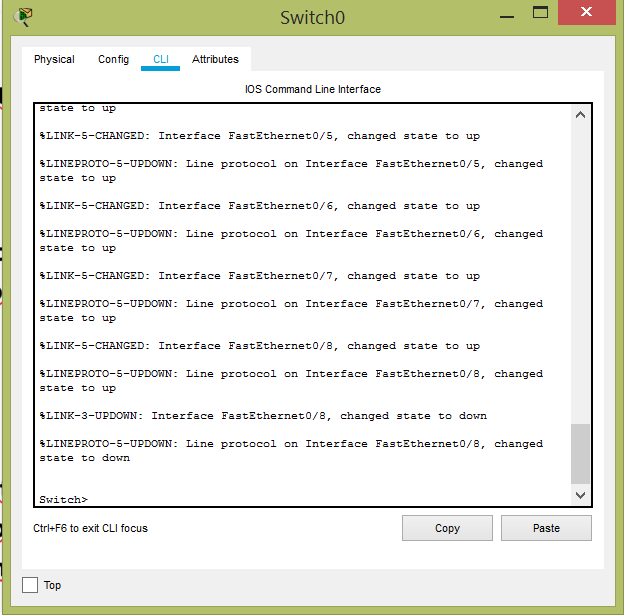 Switch0
Physical Config CLI Attributes
IOS Command Line Interface
state to up
%LINK-5-CHANGED: Interface FastEthernet0/5, changed state to up
%LINEPROTO-5-UPDOWN: Line protocol on Interface FastEthernet0/5, changed
state to up
%LINK-5-CHANGED: Interface FastEthernet0/6, changed state to up
%LINEPROTO-5-UPDOWN: Line protocol on Interface FastEthernet0/6, changed
state to up
%LINK-5-CHANGED: Interface FastEthernet0/7, changed state to up
%LINEPROTO-5-UPDOWN: Line protocol on Interface FastEthernet0/7, changed
state to up
%LINK-5-CHANGED: Interface FastEthernet0/8, changed state to up
%LINEPROTO-5-UPDOWN: Line protocol on Interface FastEthernet0/8, changed
state to up
%LINK-3-UPDOWN: Interface FastEthernet0/8, changed state to down
%LINEPROTO-5-UPDOWN: Line protocol on Interface FastEthernet0/8, changed
state to down
Switch>
Ctrl+F6 to exit CLI focus
Copy Paste
Top